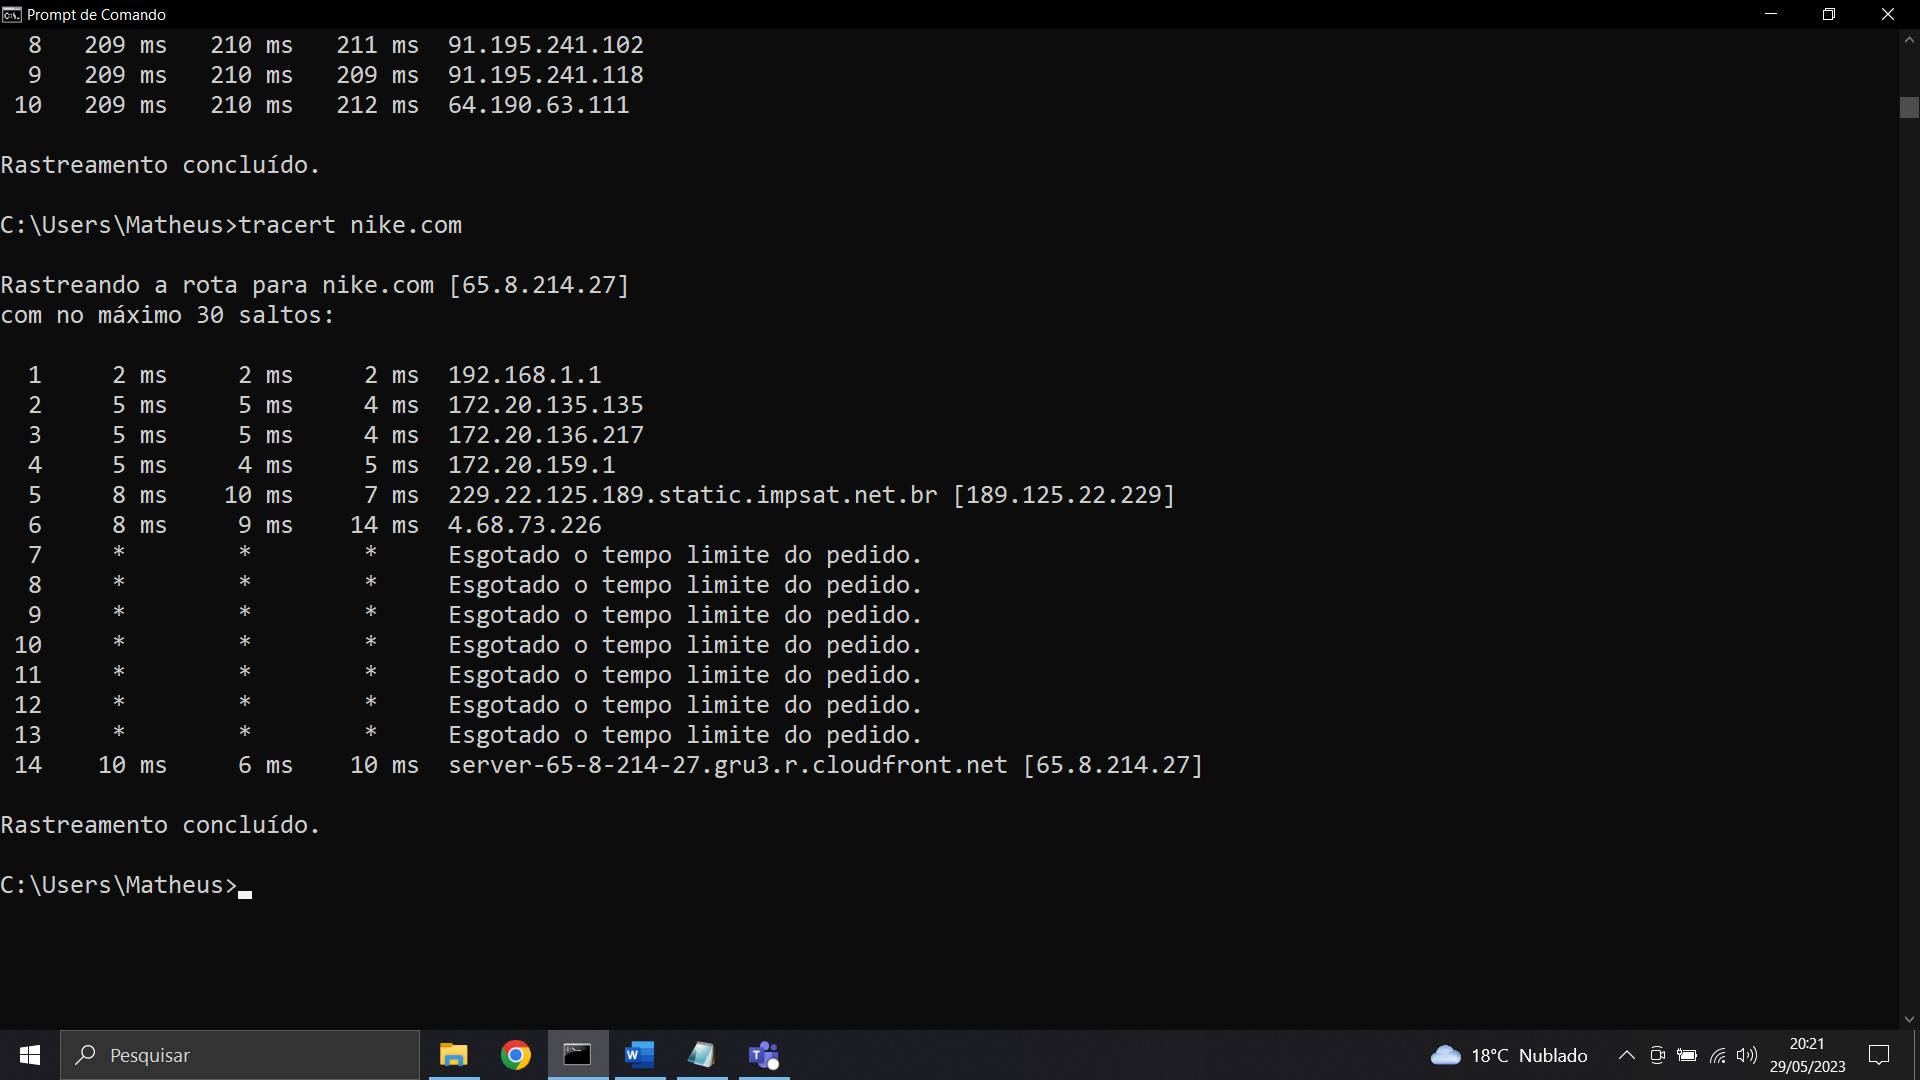 Prompt de Comando
8 209 ms 210 ms 211 ms 91.195.241.102
9 209 ms 210 ms 209 ms 91.195.241.118
10 209 ms 210 ms 212 ms 64.190.63.111
Rastreamento concluído.
C:\Users\Matheus>tracert nike.com
Rastreando a rota para nike.com [65.8.214.27]
com no máximo 30 saltos:
1 2 ms 2 ms 2 ms 192.168.1.1
2 5 ms 5 ms 4 ms 172.20.135.135
3 5 ms 5 ms 4 ms 172.20.136.217
4 5 ms 4 ms 5 ms 172.20.159.1
5 8 ms 10 ms 7 ms 229.22.125.189.static.impsat.net.br [189.125.22.229]
6 8 ms 9 ms 14 ms 4.68.73.226
7 * * * Esgotado o tempo limite do pedido.
8 * * * Esgotado o tempo limite do pedido.
9 * * * Esgotado o tempo limite do pedido.
10 * * * Esgotado o tempo limite do pedido.
11 * * * Esgotado o tempo limite do pedido.
12 * * * Esgotado o tempo limite do pedido.
13 * * * Esgotado o tempo limite do pedido.
14 10 ms 6 ms 10 ms server-65-8-214-27.gru3.r.cloudfront.net [65.8.214.27]
Rastreamento concluído.
C:\Users\Matheus>
Pesquisar
18°C Nublado
20:21
29/05/2023